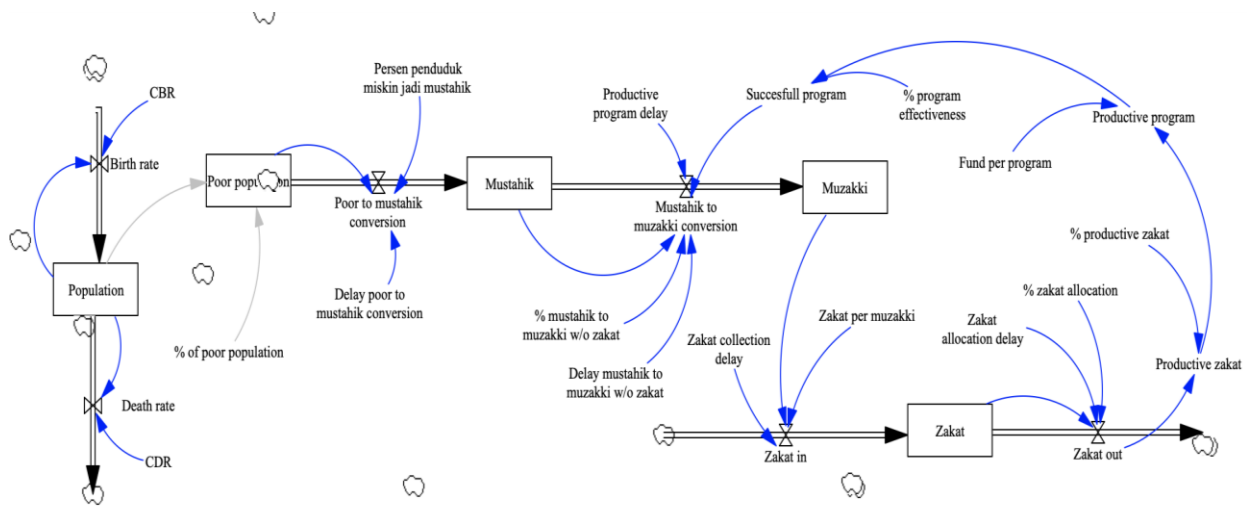 CBR
Birth rate
Population
Death rate
CDR
Poor population
% of poor population
Persen penduduk
miskin jadi mustahik
Poor to mustahik
conversion
Delay poor to
mustahik conversion
Mustahik
Productive
program delay
Mustahik to
muzakki conversion
% mustahik to
muzakki w/o zakat
Delay mustahik to
muzakki w/o zakat
Muzakki
Succesfull program
% program
effectiveness
Productive program
Fund per program
% productive zakat
% zakat allocation
Zakat
allocation delay
Productive zakat
Zakat per muzakki
Zakat collection
delay
Zakat in
Zakat
Zakat out